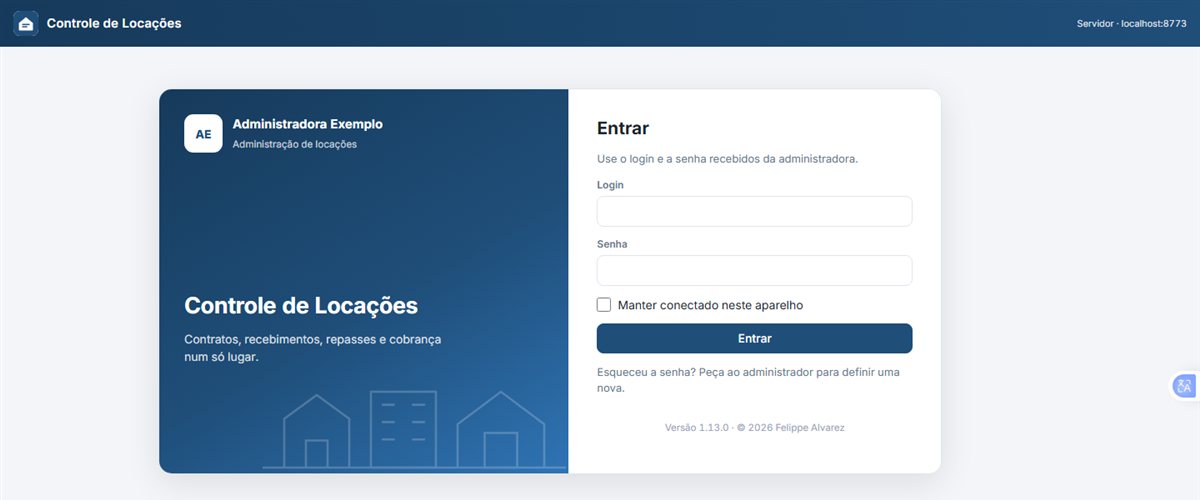 Controle de Locações
Servidor · localhost:8773
AE
Administradora Exemplo
Administração de locações
Controle de Locações
Contratos, recebimentos, repasses e cobrança
num só lugar.
Entrar
Use o login e a senha recebidos da administradora.
Login
Senha
Manter conectado neste aparelho
Entrar
Esqueceu a senha? Peça ao administrador para definir uma
nova.
Versão 1.13.0 · © 2026 Felippe Alvarez